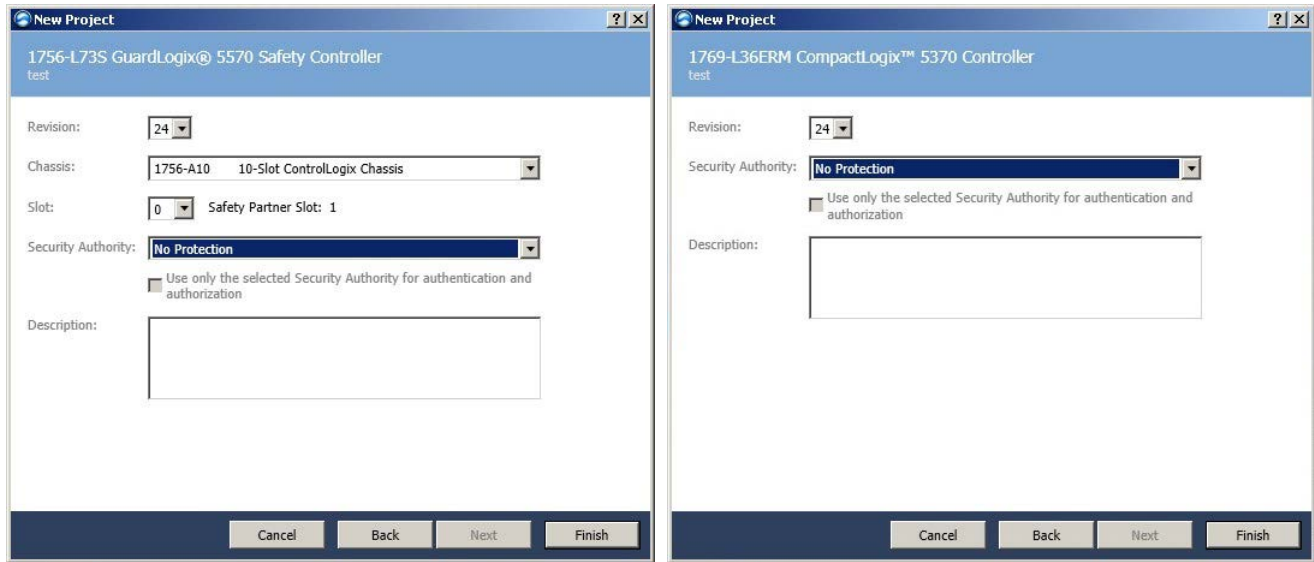 New Project
1756-L73S GuardLogix® 5570 Safety Controller
test
Revision: 24
Chassis: 1756-A10 10-Slot ControlLogix Chassis
Slot: 0 Safety Partner Slot: 1
Security Authority: No Protection
Use only the selected Security Authority for authentication and
authorization
Description:
Cancel Back Next Finish
New Project
1769-L36ERM CompactLogix™ 5370 Controller
test
Revision: 24
Security Authority: No Protection
Use only the selected Security Authority for authentication and
authorization
Description:
Cancel Back Next Finish